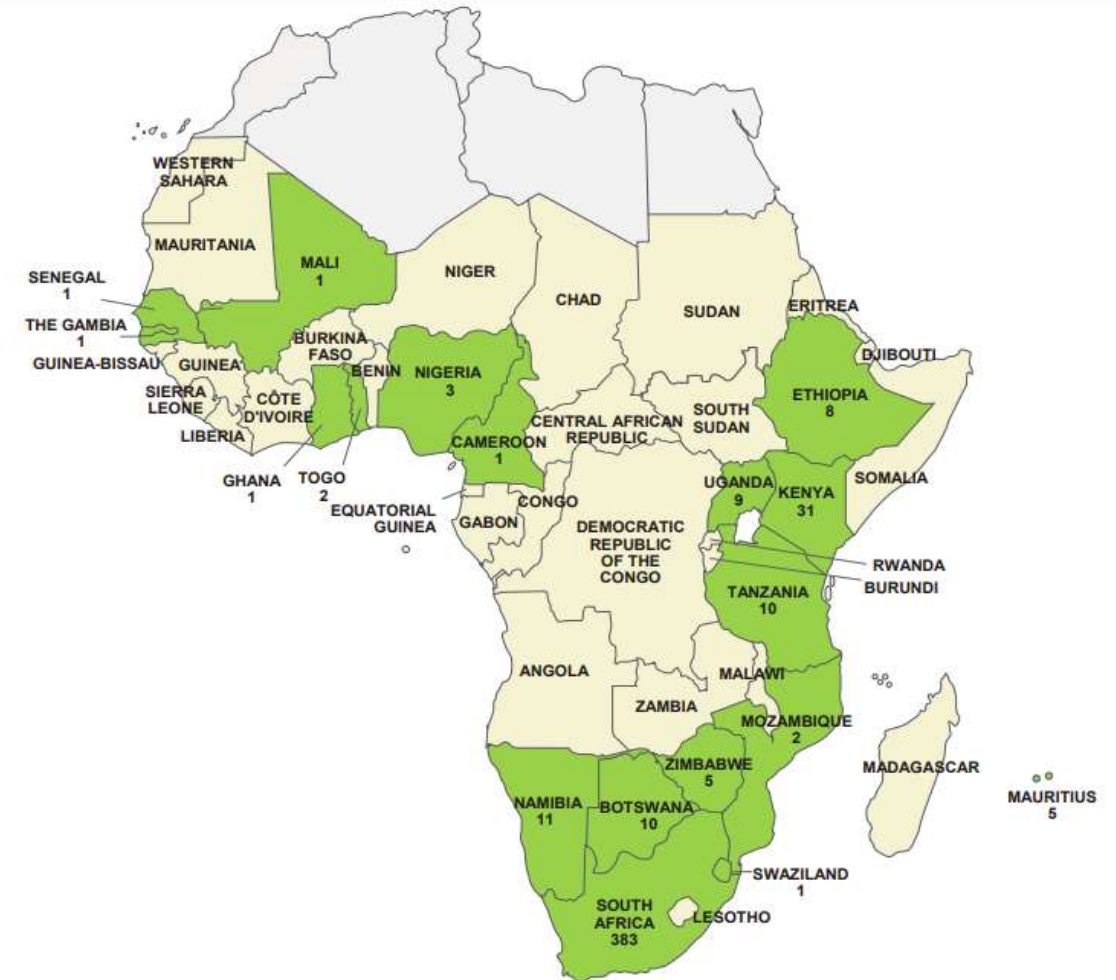 WESTERN
SAHARA
MAURITANIA
MALI
1
NIGER
CHAD
SUDAN
ERITREA
SENEGAL
1
THE GAMBIA
1
GUINEA-BISSAU
GUINEA
BURKINA
FASO
BENIN
NIGERIA
3
DJIBOUTI
ETHIOPIA
8
SIERRA
LEONE
CÔTE
D'IVOIRE
LIBERIA
CENTRAL AFRICAN
REPUBLIC
SOUTH
SUDAN
CAMEROON
1
GHANA
1
TOGO
2
EQUATORIAL
GUINEA
GABON
CONGO
DEMOCRATIC
REPUBLIC
OF THE
CONGO
UGANDA
9
KENYA
31
SOMALIA
RWANDA
BURUNDI
TANZANIA
10
ANGOLA
ZAMBIA
MALAWI
MOZAMBIQUE
2
ZIMBABWE
5
MADAGASCAR
MAURITIUS
5
NAMIBIA
11
BOTSWANA
10
SWAZILAND
1
SOUTH
AFRICA
383
LESOTHO